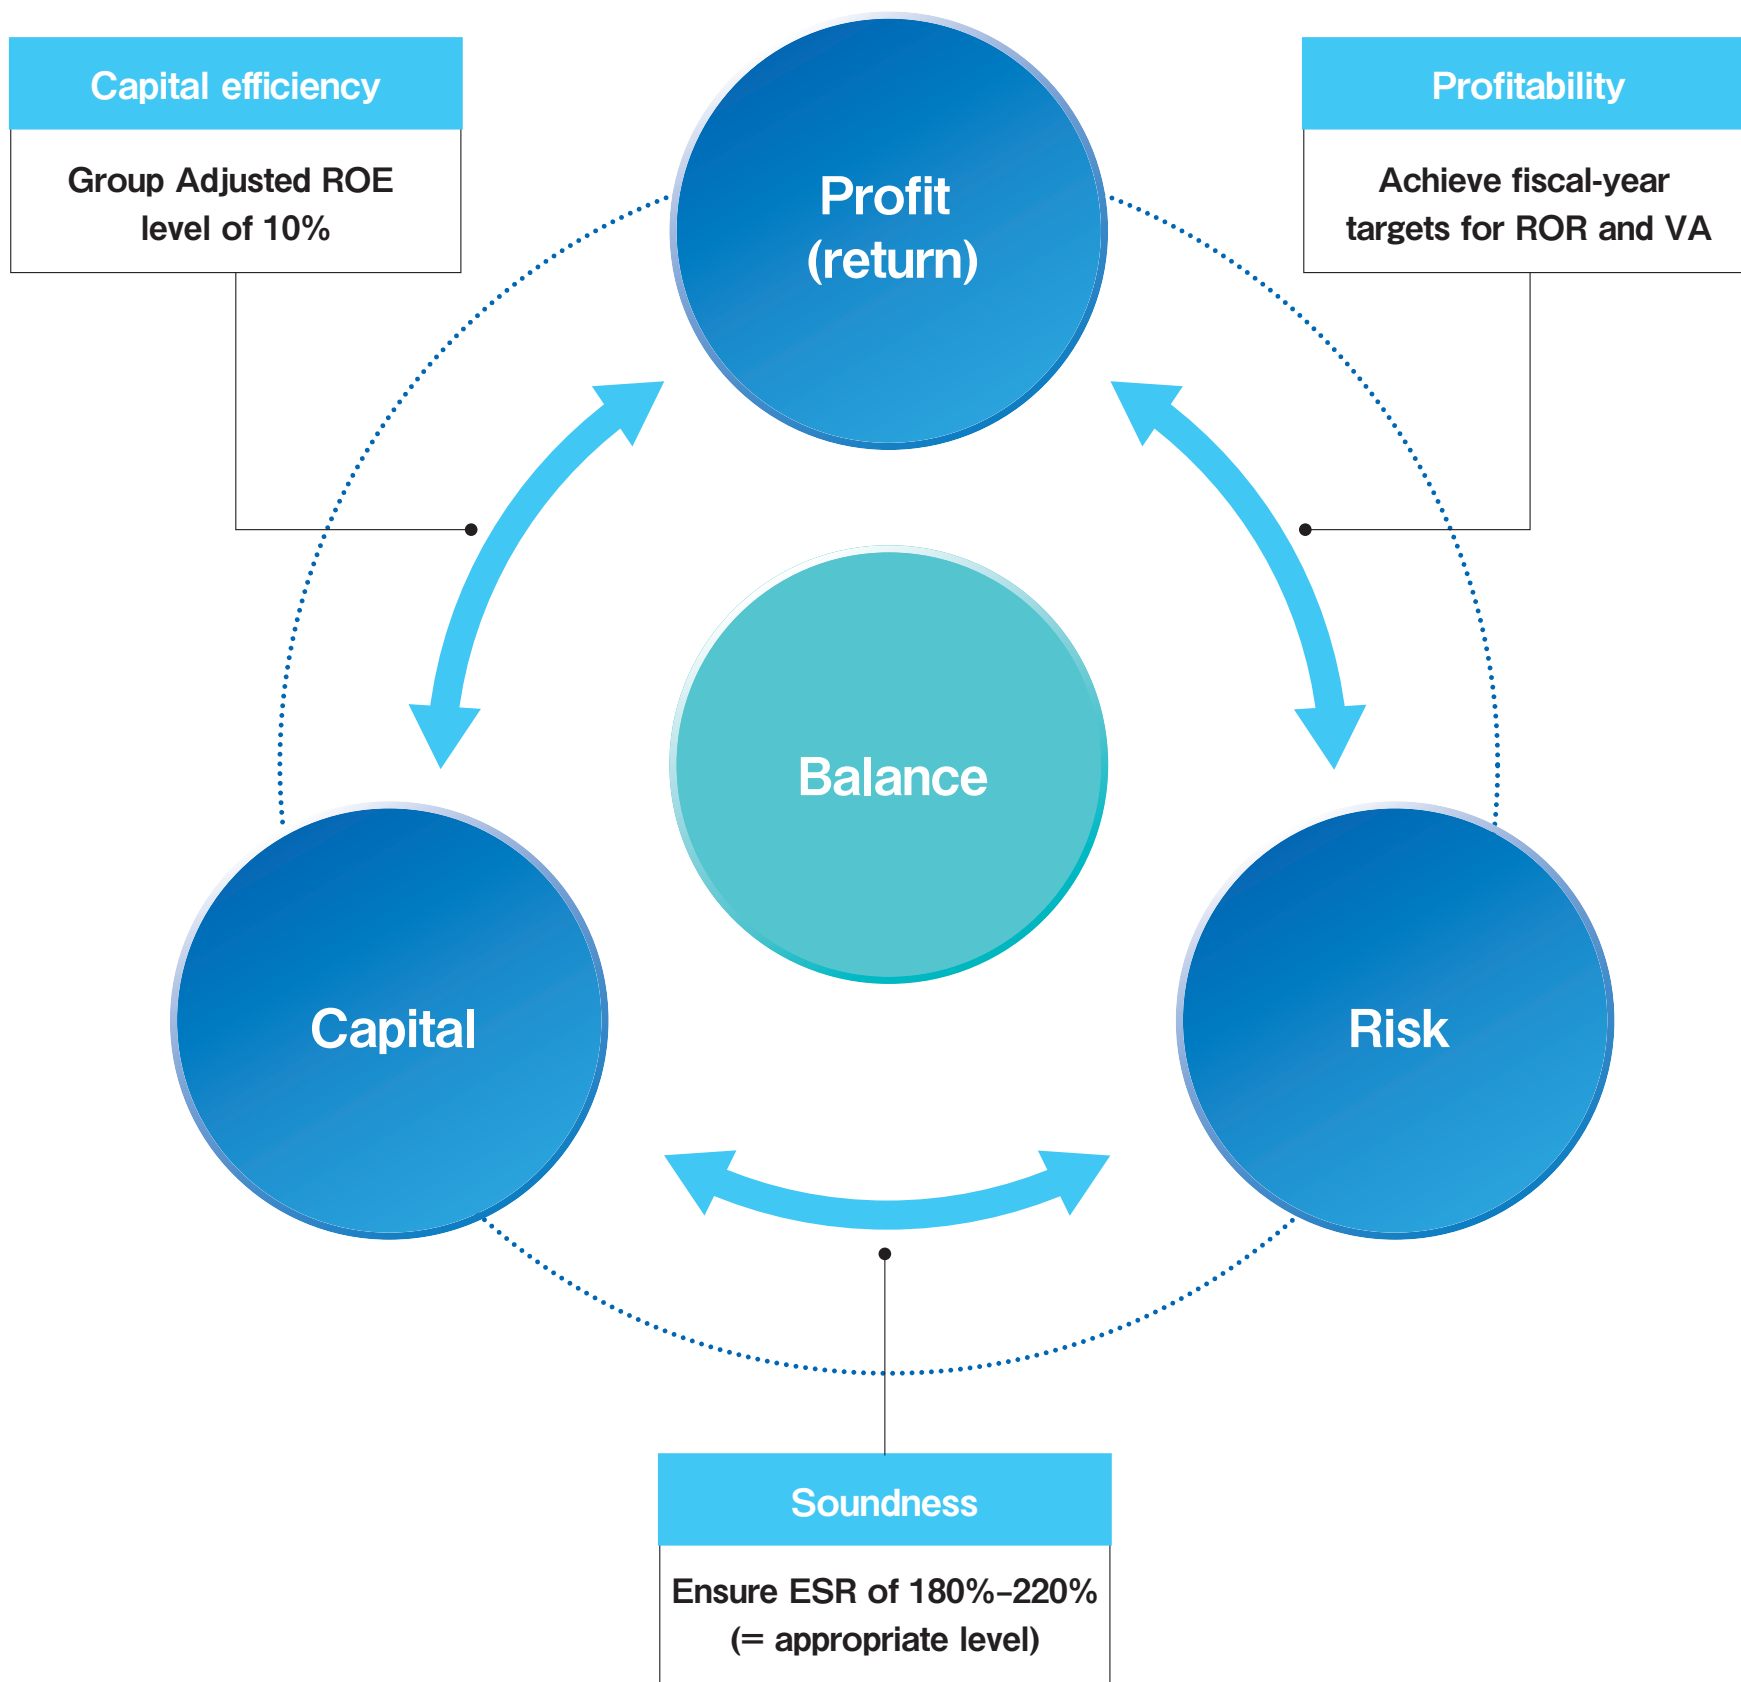 Capital efficiency
Group Adjusted ROE
level of 10%
Profit
(return)
Profitability
Achieve fiscal-year
targets for ROR and VA
Balance
Capital
Risk
Soundness
Ensure ESR of 180%–220%
(= appropriate level)